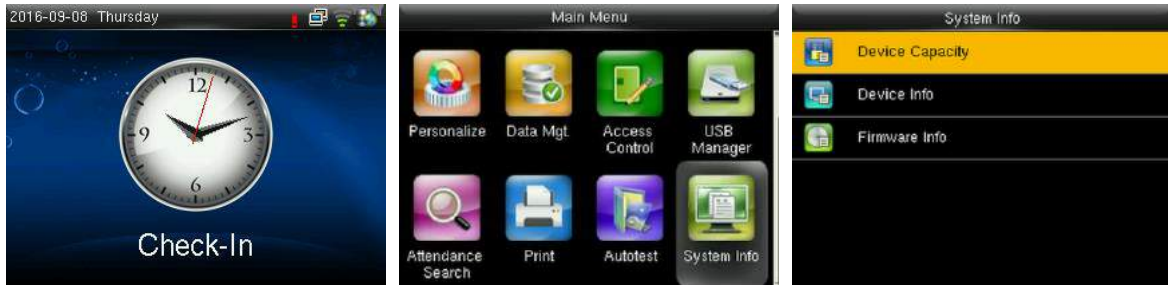 2016-09-08 Thursday
12
9
3
6
Check-In
Main Menu
Personalize
Data Mgt.
Access
Control
USB
Manager
Attendance
Search
Print
Autotest
System Info
System Info
Device Capacity
Device Info
Firmware Info